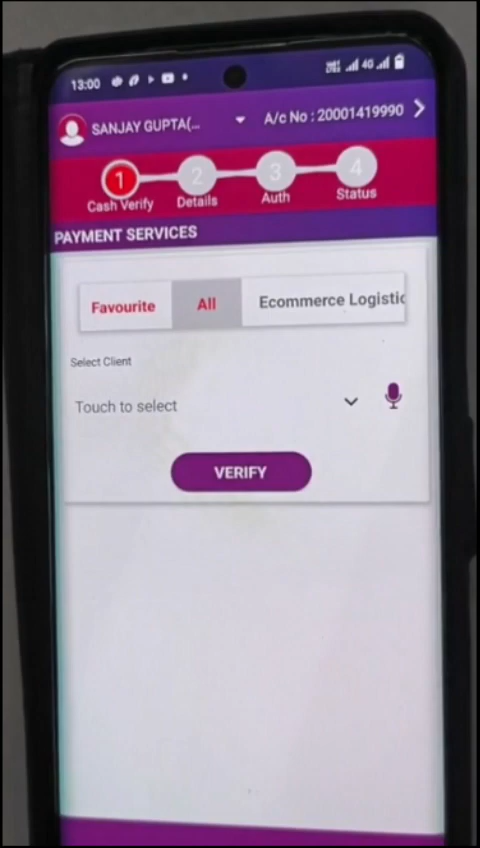 13:00
4G
SANJAY GUPTA(...
A/c No : 20001419990
1 2 3 4
Cash Verify Details Auth Status
PAYMENT SERVICES
Favourite All Ecommerce Logistic
Select Client
Touch to select
VERIFY